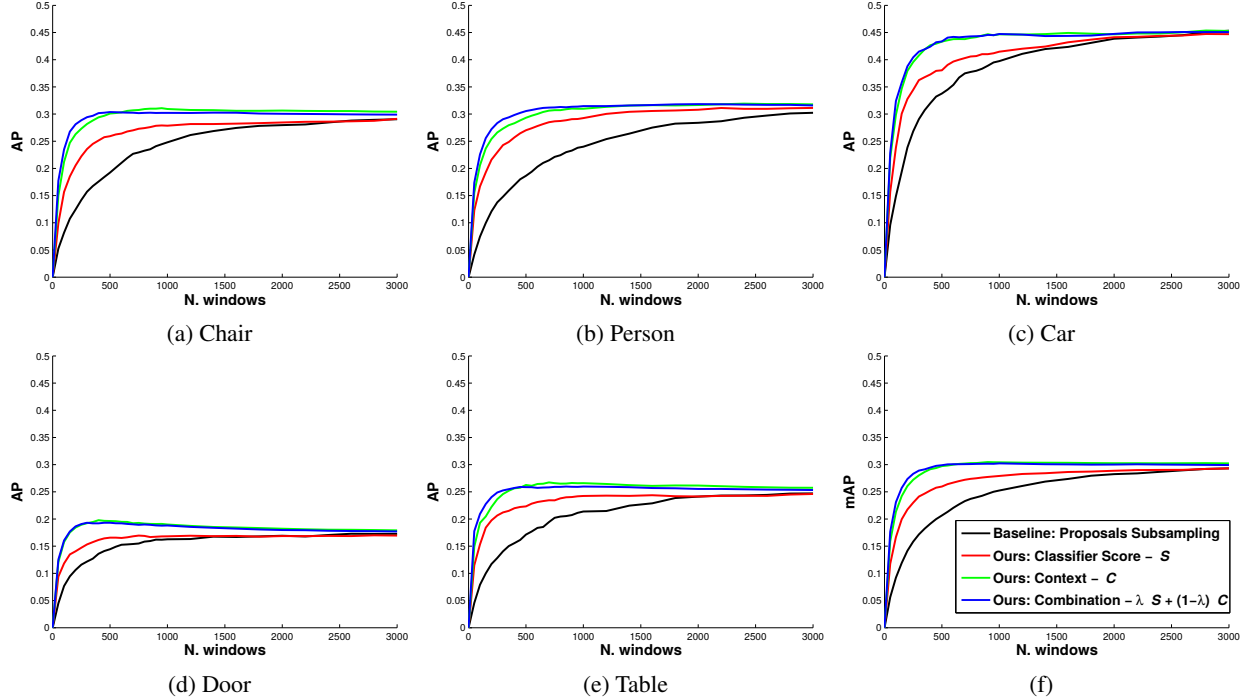 0.5
0.45
0.4
0.35
0.3
0.25
0.2
0.15
0.1
0.05
0
AP
0 500 1000 1500 2000 2500 3000
N. windows
(a) Chair
0.5
0.45
0.4
0.35
0.3
0.25
0.2
0.15
0.1
0.05
0
AP
0 500 1000 1500 2000 2500 3000
N. windows
(b) Person
0.5
0.45
0.4
0.35
0.3
0.25
0.2
0.15
0.1
0.05
0
AP
0 500 1000 1500 2000 2500 3000
N. windows
(c) Car
0.5
0.45
0.4
0.35
0.3
0.25
0.2
0.15
0.1
0.05
0
AP
0 500 1000 1500 2000 2500 3000
N. windows
(d) Door
0.5
0.45
0.4
0.35
0.3
0.25
0.2
0.15
0.1
0.05
0
AP
0 500 1000 1500 2000 2500 3000
N. windows
(e) Table
0.5
0.45
0.4
0.35
0.3
0.25
0.2
0.15
0.1
0.05
0
mAP
Baseline: Proposals Subsampling
Ours: Classifier Score − S
Ours: Context − C
Ours: Combination − λ S + (1−λ) C
0 500 1000 1500 2000 2500 3000
N. windows
(f)